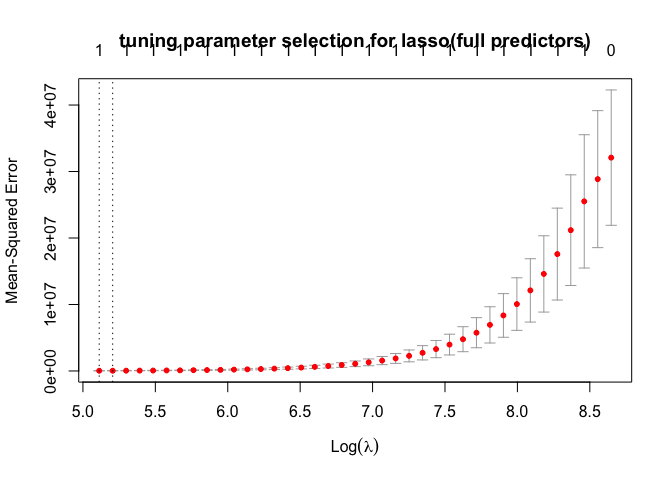 tuning parameter selection for lasso(full predictors)
1 1 1 1 1 1 1 1 1 1 1 1 1 1 1 1 1 1 1 0
4e+07
3e+07
2e+07
1e+07
0e+00
Mean-Squared Error
5.0 5.5 6.0 6.5 7.0 7.5 8.0 8.5
Log(λ)